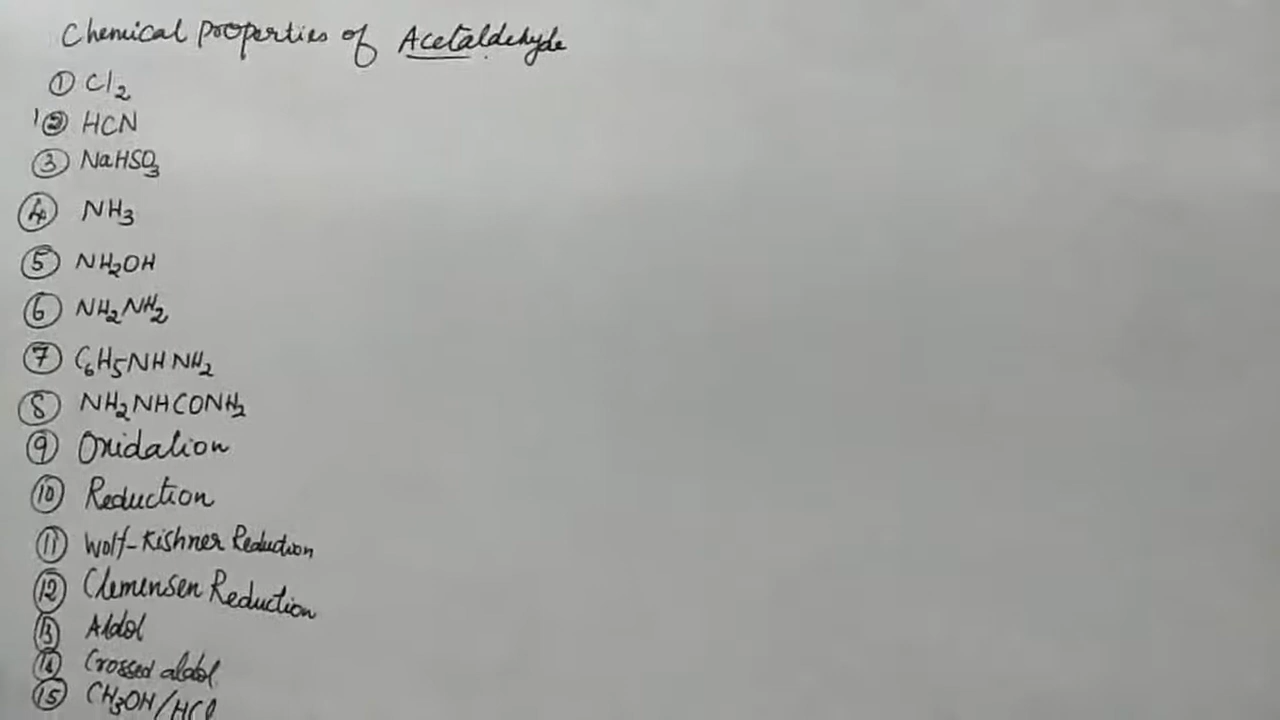 Chemical properties of Acetaldehyde
① Cl2
② HCN
③ NaHSO3
④ NH3
⑤ NH2OH
⑥ NH2NH2
⑦ C6H5NHNH2
⑧ NH2NHCONH2
⑨ Oxidation
⑩ Reduction
⑪ Wolf-Kishner Reduction
⑫ Clemensen Reduction
⑬ Aldol
⑭ Crossed aldol
⑮ CH3OH/HCl